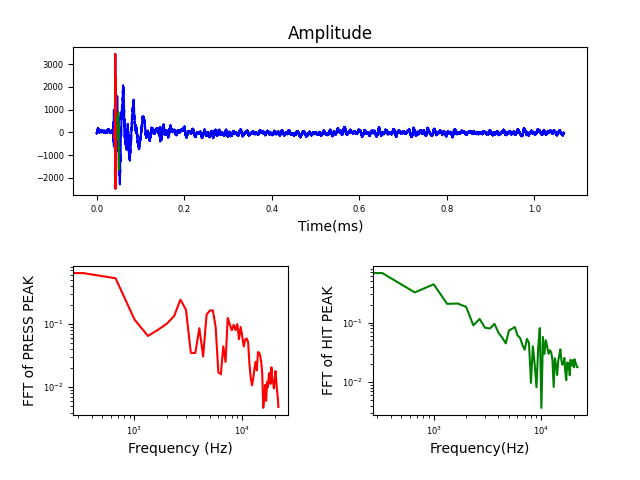 Amplitude
3000
2000
1000
0
−1000
−2000
0.0 0.2 0.4 0.6 0.8 1.0
Time(ms)
FFT of PRESS PEAK
10⁻¹
10⁻²
10³ 10⁴
Frequency (Hz)
FFT of HIT PEAK
10⁻¹
10⁻²
10³ 10⁴
Frequency(Hz)